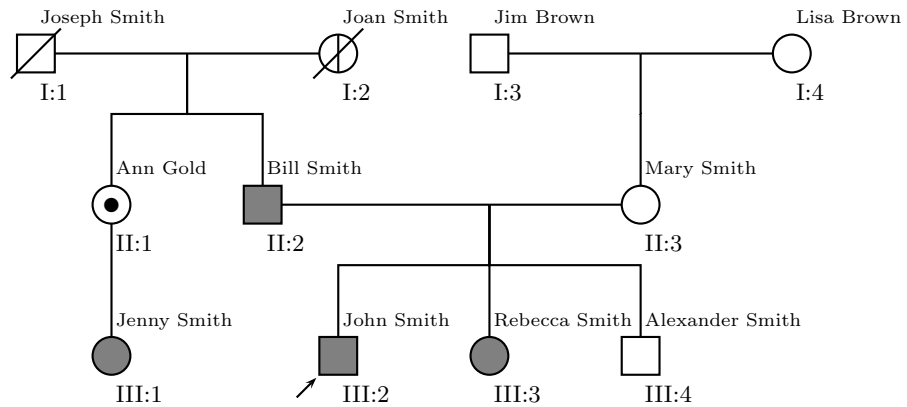 Joseph Smith
Joan Smith
Jim Brown
Lisa Brown
I:1
I:2
I:3
I:4
Ann Gold
Bill Smith
Mary Smith
II:1
II:2
II:3
Jenny Smith
John Smith
Rebecca Smith
Alexander Smith
III:1
III:2
III:3
III:4